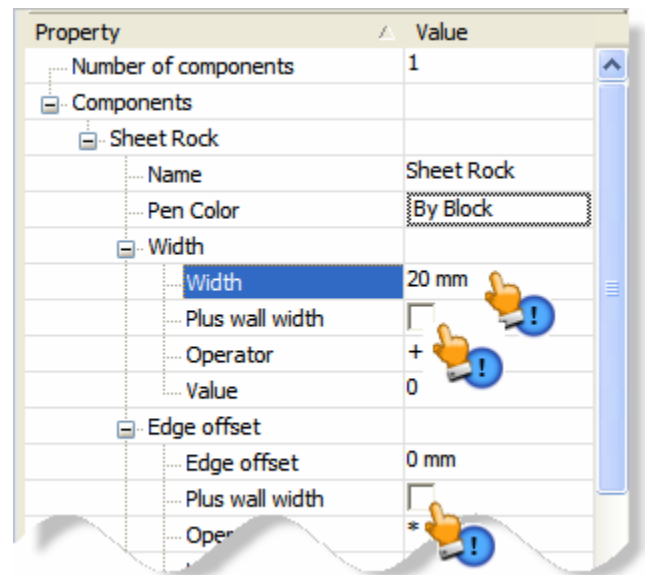 Property Value
Number of components 1
Components
Sheet Rock
Name Sheet Rock
Pen Color By Block
Width
Width 20 mm
Plus wall width
Operator +
Value 0
Edge offset
Edge offset 0 mm
Plus wall width
*